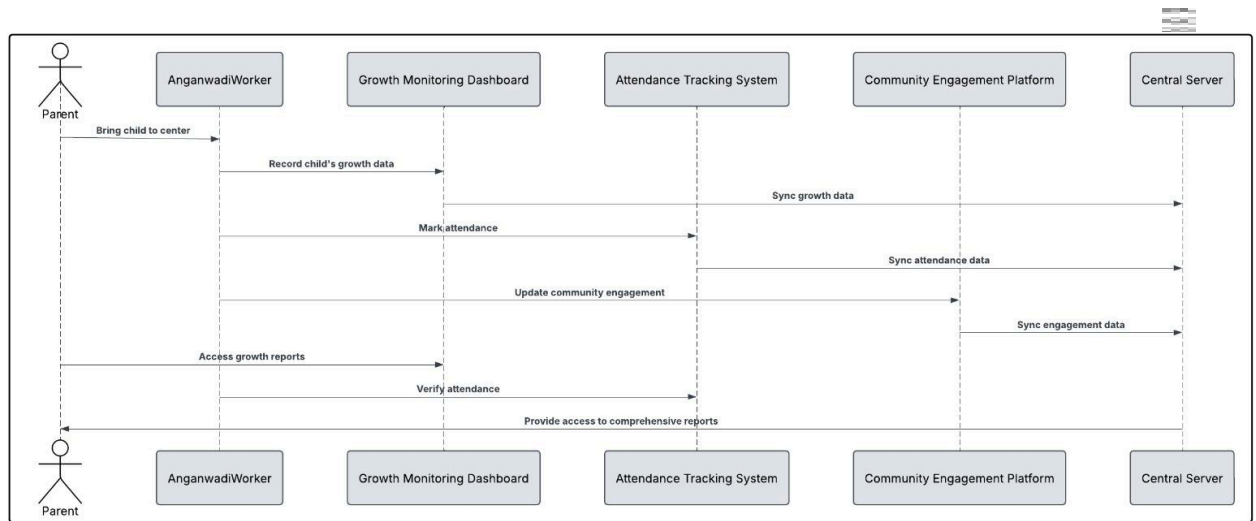 Parent
AnganwadiWorker
Growth Monitoring Dashboard
Attendance Tracking System
Community Engagement Platform
Central Server
Bring child to center
Record child's growth data
Sync growth data
Mark attendance
Sync attendance data
Update community engagement
Sync engagement data
Access growth reports
Verify attendance
Provide access to comprehensive reports
Parent
AnganwadiWorker
Growth Monitoring Dashboard
Attendance Tracking System
Community Engagement Platform
Central Server